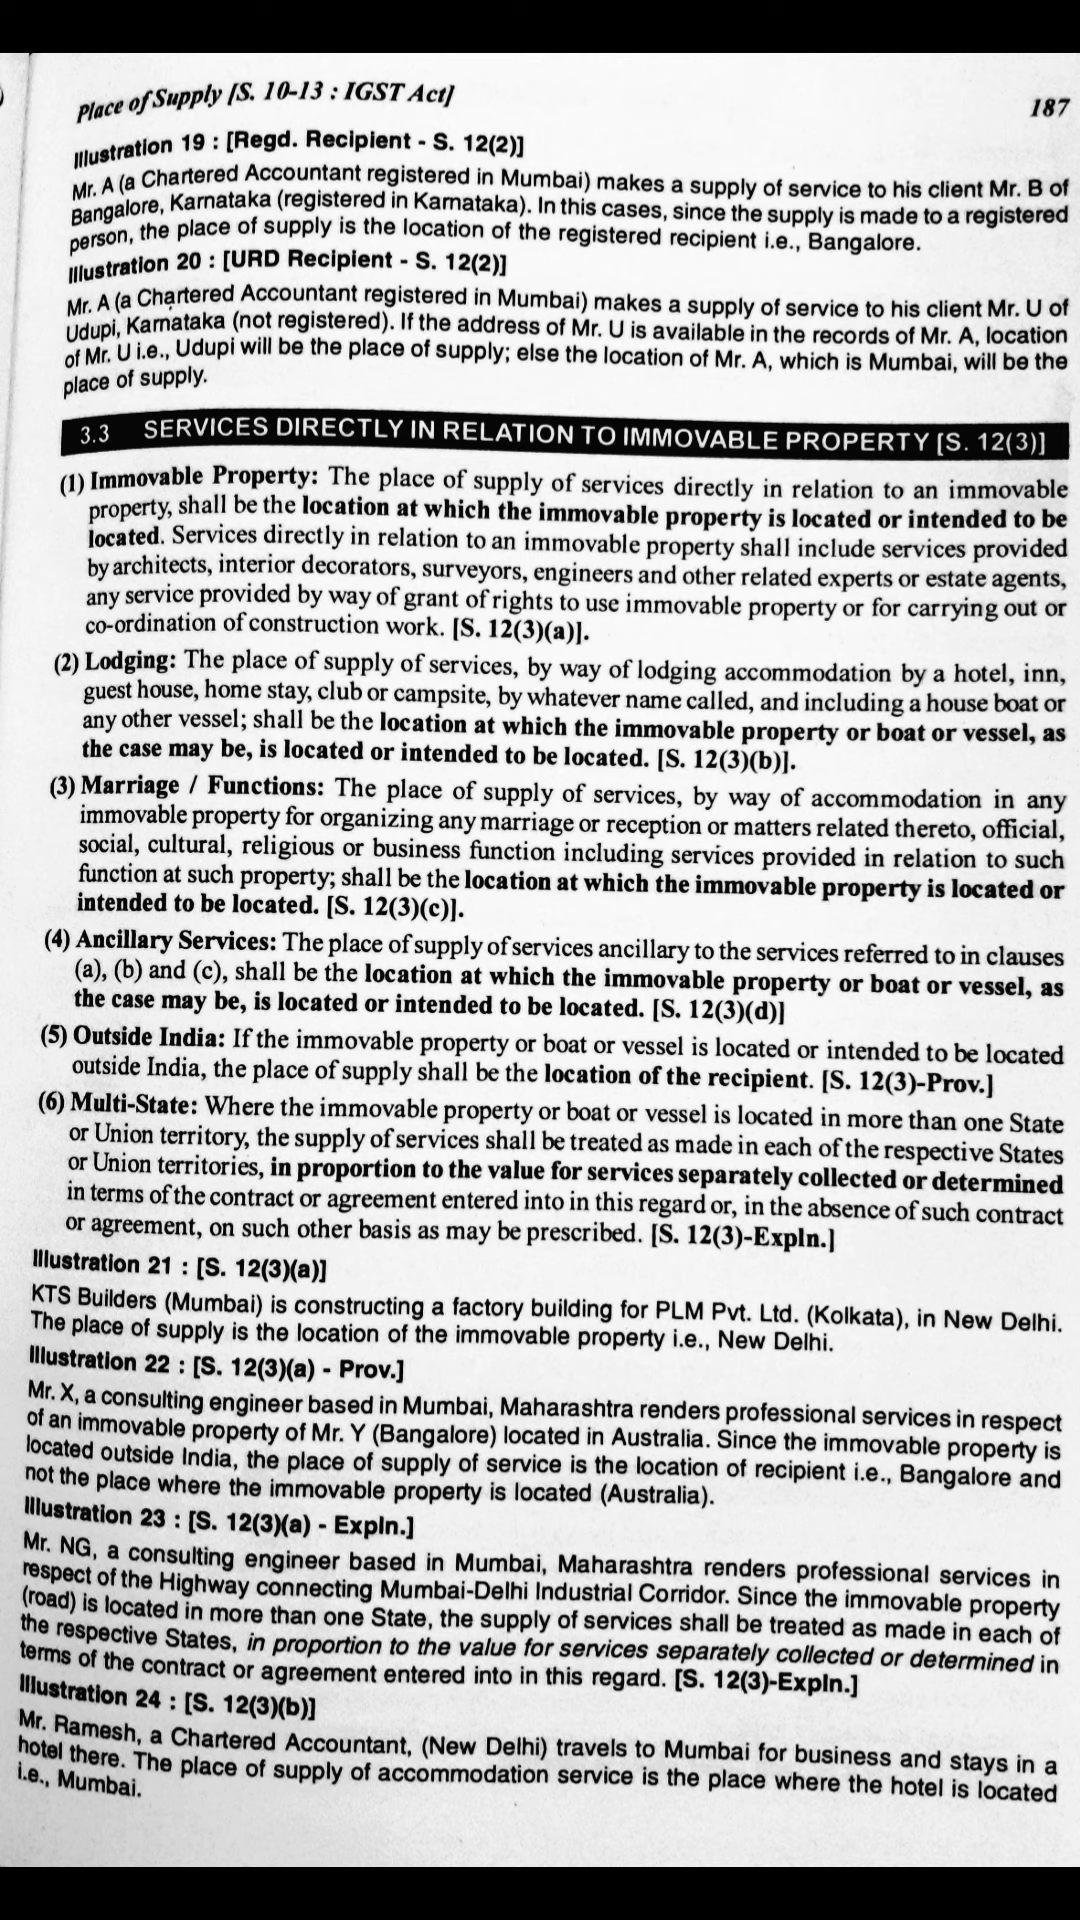 Place of Supply [S. 10-13 : IGST Act]
187
Illustration 19 : [Regd. Recipient - S. 12(2)]
Mr. A (a Chartered Accountant registered in Mumbai) makes a supply of service to his client Mr. B of
Bangalore, Karnataka (registered in Karnataka). In this cases, since the supply is made to a registered
person, the place of supply is the location of the registered recipient i.e., Bangalore.
Illustration 20 : [URD Recipient - S. 12(2)]
Mr. A (a Chartered Accountant registered in Mumbai) makes a supply of service to his client Mr. U of
Udupi, Karnataka (not registered). If the address of Mr. U is available in the records of Mr. A, location
of Mr. U i.e., Udupi will be the place of supply; else the location of Mr. A, which is Mumbai, will be the
place of supply.
3.3 SERVICES DIRECTLY IN RELATION TO IMMOVABLE PROPERTY [S. 12(3)]
(1) Immovable Property: The place of supply of services directly in relation to an immovable
property, shall be the location at which the immovable property is located or intended to be
located. Services directly in relation to an immovable property shall include services provided
by architects, interior decorators, surveyors, engineers and other related experts or estate agents,
any service provided by way of grant of rights to use immovable property or for carrying out or
co-ordination of construction work. [S. 12(3)(a)].
(2) Lodging: The place of supply of services, by way of lodging accommodation by a hotel, inn,
guest house, home stay, club or campsite, by whatever name called, and including a house boat or
any other vessel; shall be the location at which the immovable property or boat or vessel, as
the case may be, is located or intended to be located. [S. 12(3)(b)].
(3) Marriage / Functions: The place of supply of services, by way of accommodation in any
immovable property for organizing any marriage or reception or matters related thereto, official,
social, cultural, religious or business function including services provided in relation to such
function at such property; shall be the location at which the immovable property is located or
intended to be located. [S. 12(3)(c)].
(4) Ancillary Services: The place of supply of services ancillary to the services referred to in clauses
(a), (b) and (c), shall be the location at which the immovable property or boat or vessel, as
the case may be, is located or intended to be located. [S. 12(3)(d)]
(5) Outside India: If the immovable property or boat or vessel is located or intended to be located
outside India, the place of supply shall be the location of the recipient. [S. 12(3)-Prov.]
(6) Multi-State: Where the immovable property or boat or vessel is located in more than one State
or Union territory, the supply of services shall be treated as made in each of the respective States
or Union territories, in proportion to the value for services separately collected or determined
in terms of the contract or agreement entered into in this regard or, in the absence of such contract
or agreement, on such other basis as may be prescribed. [S. 12(3)-Expln.]
Illustration 21 : [S. 12(3)(a)]
KTS Builders (Mumbai) is constructing a factory building for PLM Pvt. Ltd. (Kolkata), in New Delhi.
The place of supply is the location of the immovable property i.e., New Delhi.
Illustration 22 : [S. 12(3)(a) - Prov.]
Mr. X, a consulting engineer based in Mumbai, Maharashtra renders professional services in respect
of an immovable property of Mr. Y (Bangalore) located in Australia. Since the immovable property is
located outside India, the place of supply of service is the location of recipient i.e., Bangalore and
not the place where the immovable property is located (Australia).
Illustration 23 : [S. 12(3)(a) - Expln.]
Mr. NG, a consulting engineer based in Mumbai, Maharashtra renders professional services in
respect of the Highway connecting Mumbai-Delhi Industrial Corridor. Since the immovable property
(road) is located in more than one State, the supply of services shall be treated as made in each of
the respective States, in proportion to the value for services separately collected or determined in
terms of the contract or agreement entered into in this regard. [S. 12(3)-Expln.]
Illustration 24 : [S. 12(3)(b)]
Mr. Ramesh, a Chartered Accountant, (New Delhi) travels to Mumbai for business and stays in a
hotel there. The place of supply of accommodation service is the place where the hotel is located
i.e., Mumbai.